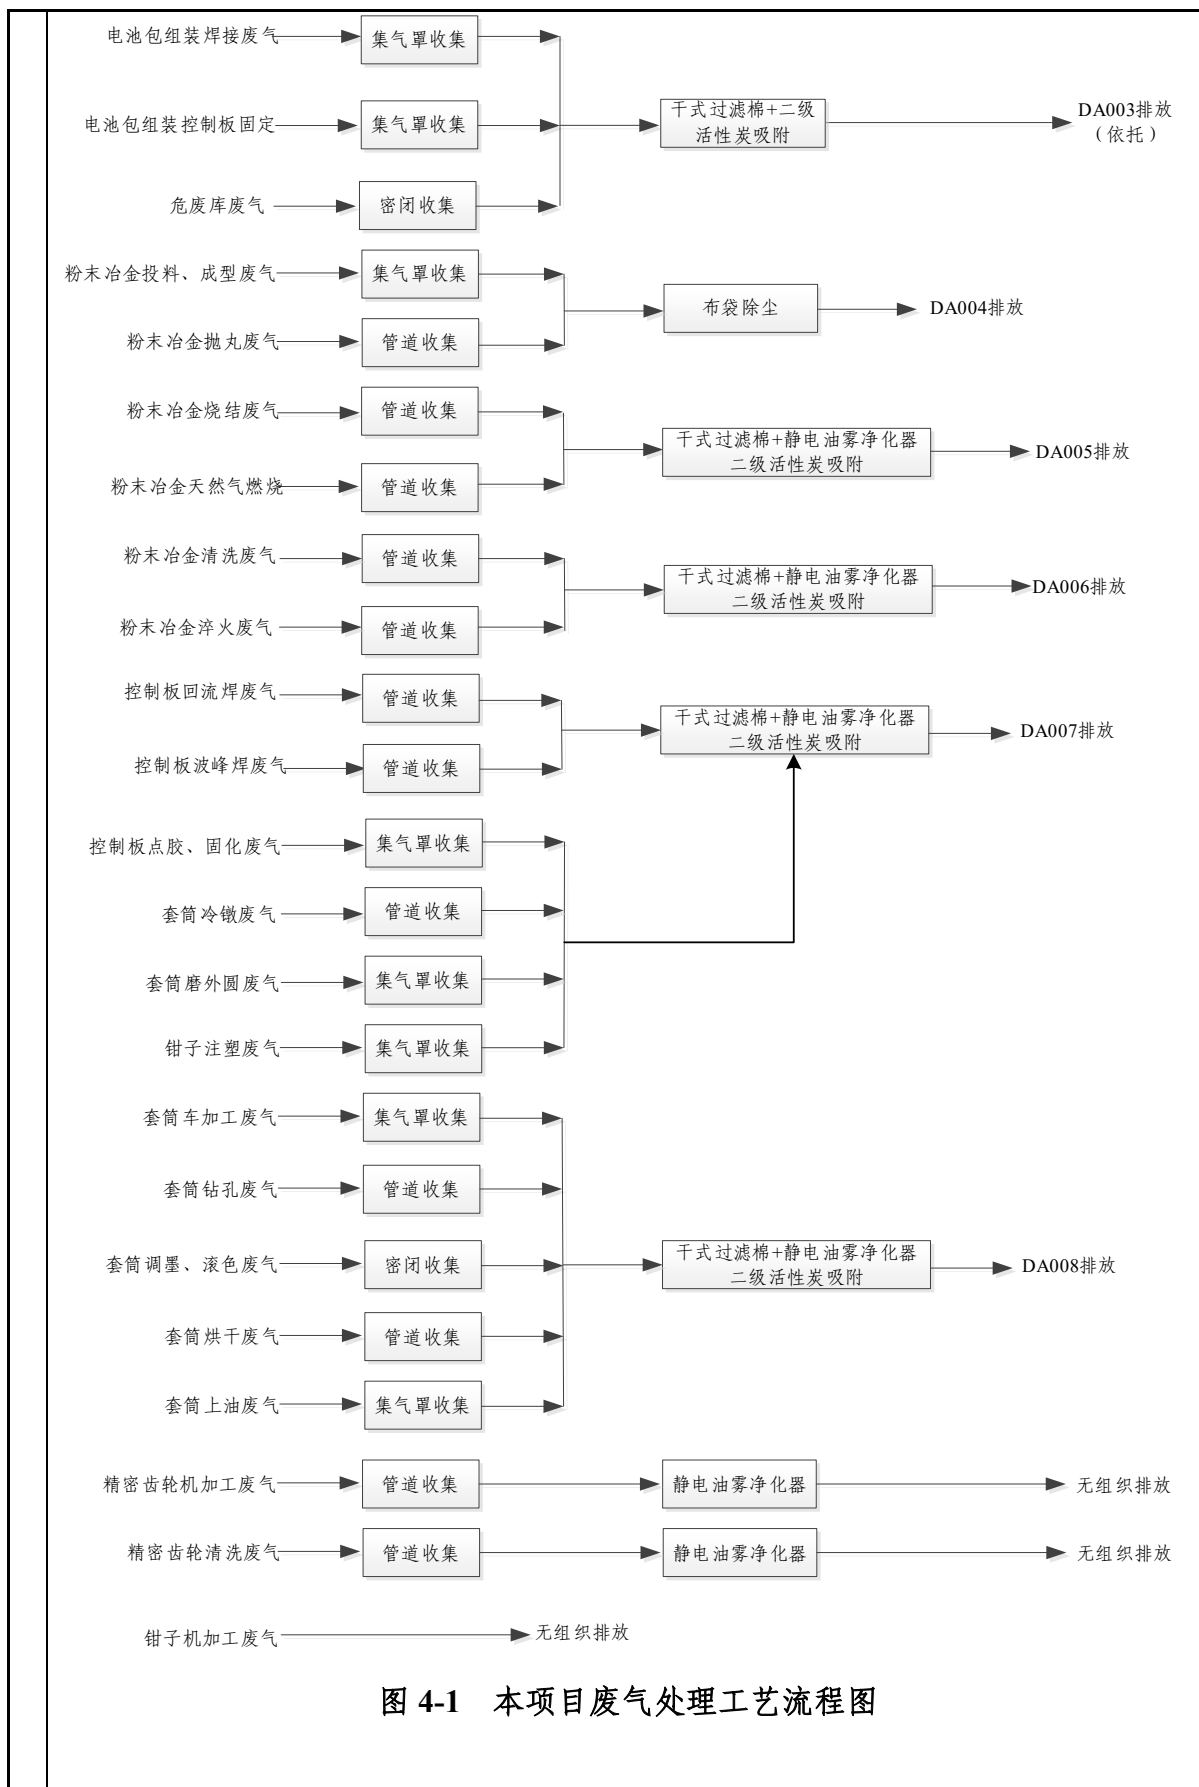 电池包组装焊接废气
集气罩收集
电池包组装控制板固定
集气罩收集
干式过滤棉+二级
活性炭吸附
DA003排放
（依托）
危废库废气
密闭收集
粉末冶金投料、成型废气
集气罩收集
布袋除尘
DA004排放
粉末冶金抛丸废气
管道收集
粉末冶金烧结废气
管道收集
干式过滤棉+静电油雾净化器
二级活性炭吸附
DA005排放
粉末冶金天然气燃烧
管道收集
粉末冶金清洗废气
管道收集
干式过滤棉+静电油雾净化器
二级活性炭吸附
DA006排放
粉末冶金淬火废气
管道收集
控制板回流焊废气
管道收集
干式过滤棉+静电油雾净化器
二级活性炭吸附
DA007排放
控制板波峰焊废气
管道收集
控制板点胶、固化废气
集气罩收集
套筒冷镦废气
管道收集
套筒磨外圆废气
集气罩收集
钳子注塑废气
集气罩收集
套筒车加工废气
集气罩收集
套筒钻孔废气
管道收集
套筒调墨、滚色废气
密闭收集
干式过滤棉+静电油雾净化器
二级活性炭吸附
DA008排放
套筒烘干废气
管道收集
套筒上油废气
集气罩收集
精密齿轮机加工废气
管道收集
静电油雾净化器
无组织排放
精密齿轮清洗废气
管道收集
静电油雾净化器
无组织排放
钳子机加工废气
无组织排放
图 4-1 本项目废气处理工艺流程图